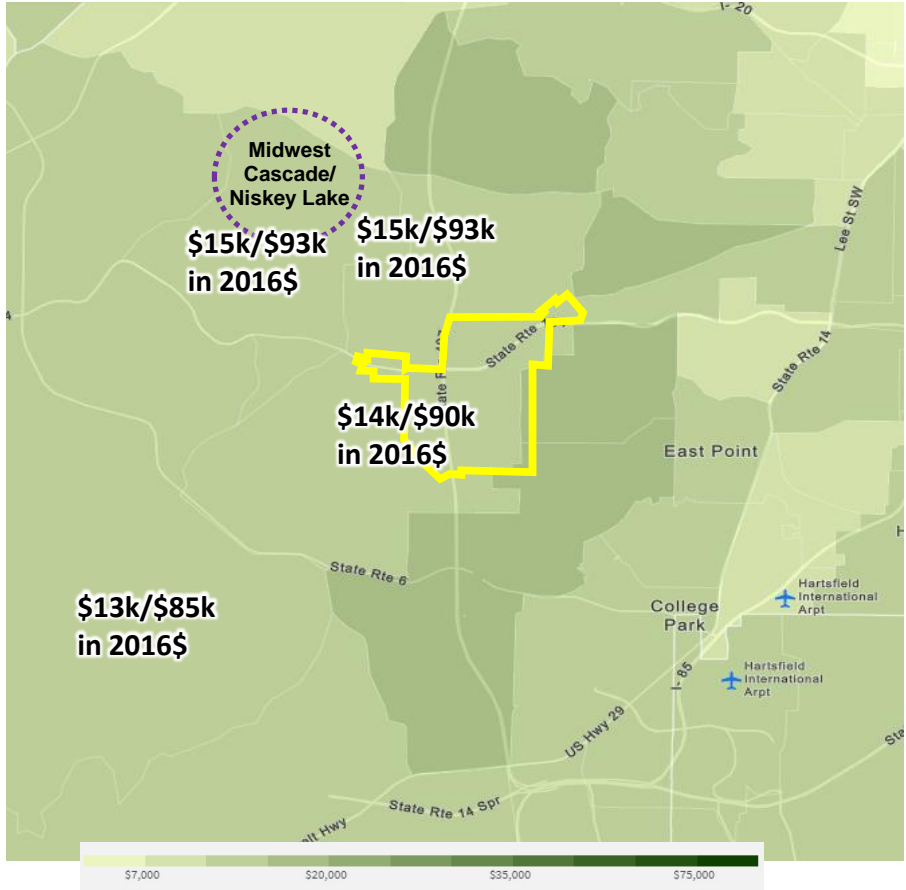 I- 20
Midwest
Cascade/
Niskey Lake
Lee St SW
$15k/$93k
in 2016$
$15k/$93k
in 2016$
4
State Rte
State Rte 14
$14k/$90k
in 2016$
East Point
State Rte 6
Hartsfield
International
Arpt
$13k/$85k
in 2016$
College
Park
Hartsfield
International
Arpt
I- 85
US Hwy 29
State Rte 14 Spr
Hwy
$7,000
$20,000
$35,000
$75,000